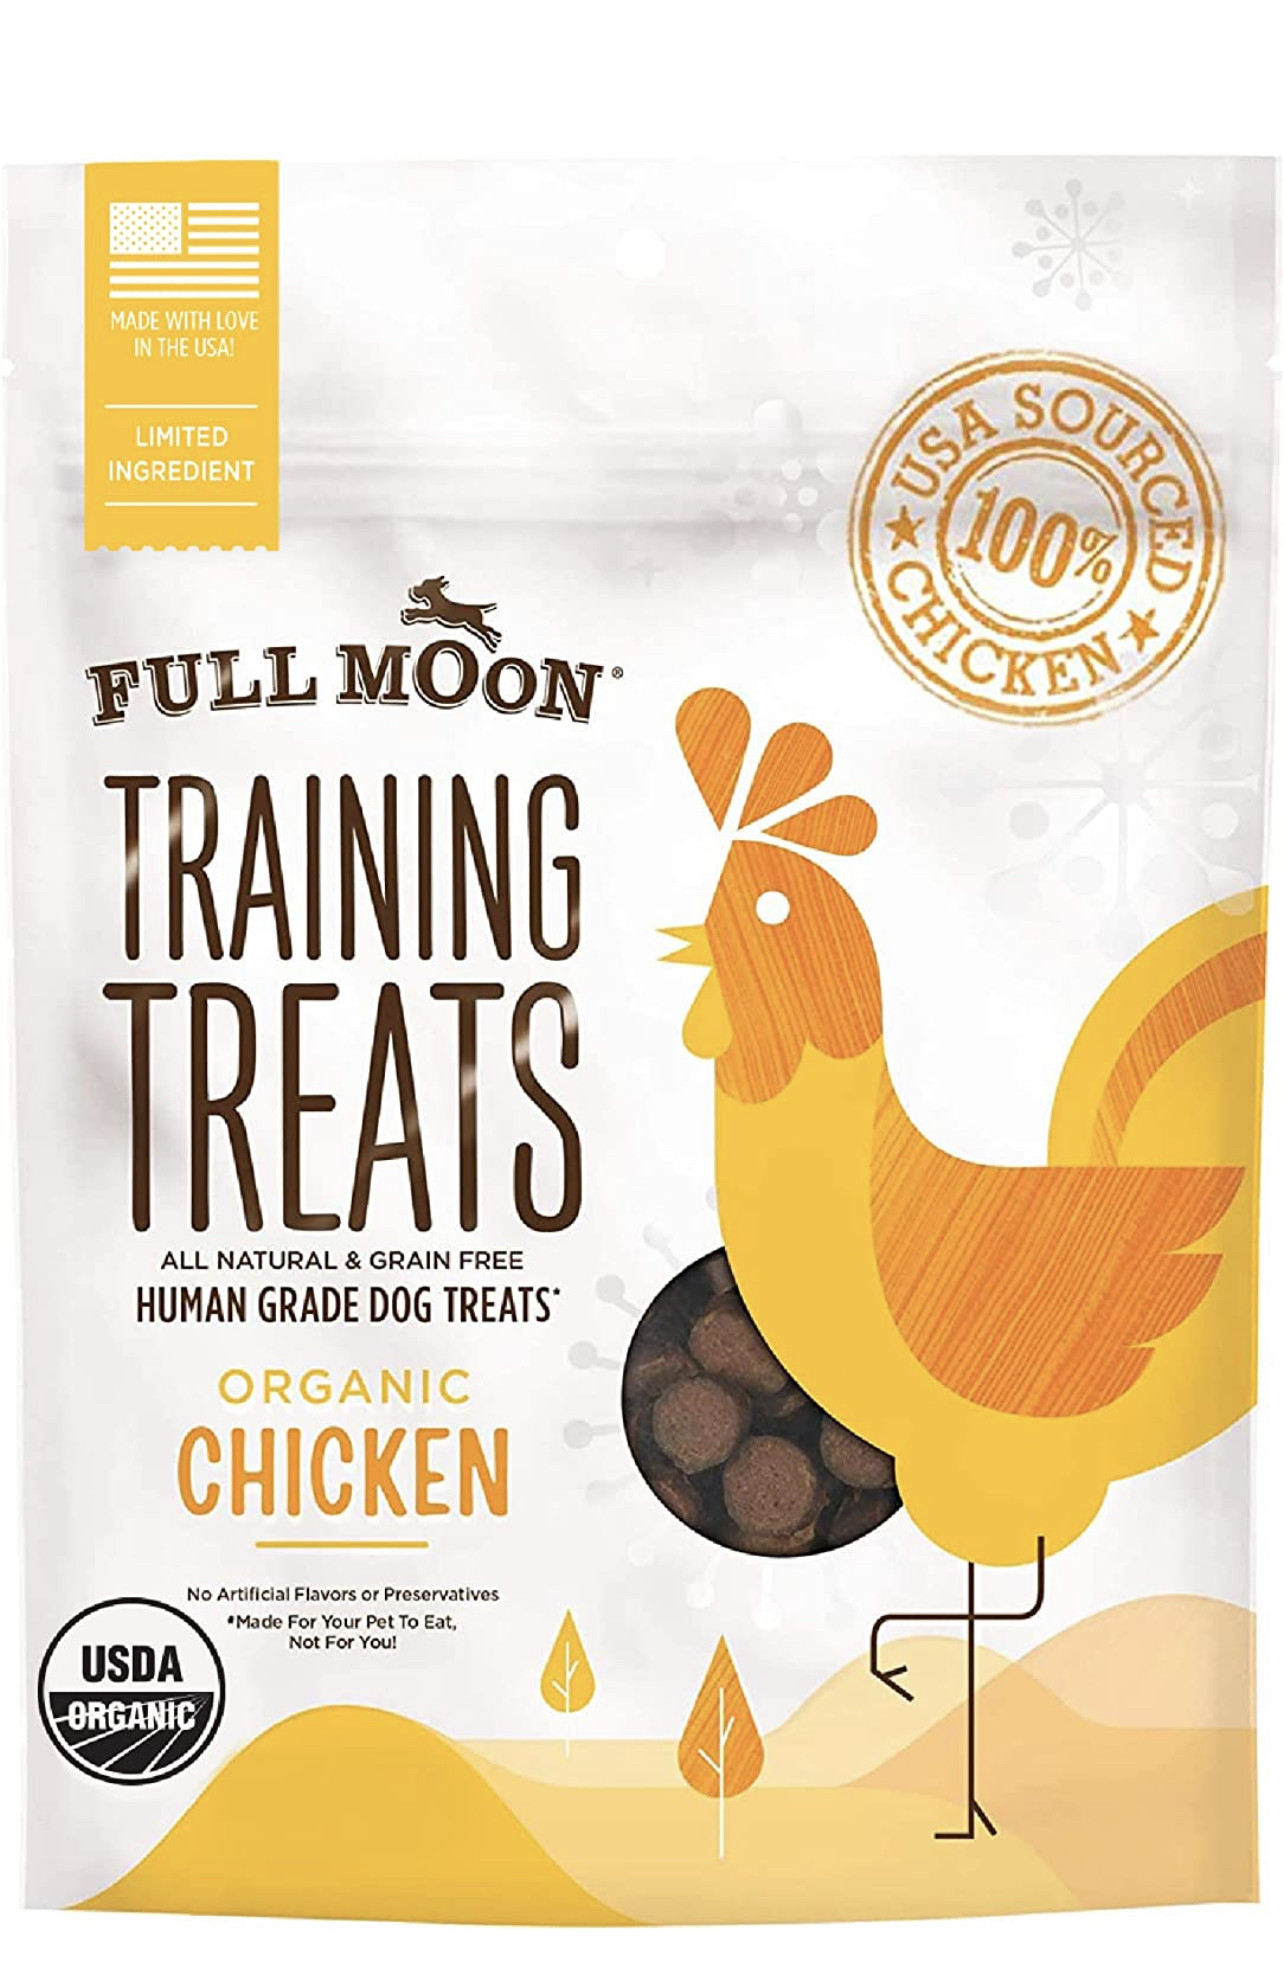 MADE WITH LOVE
IN THE USA!
LIMITED
INGREDIENT
USA SOURCED
100%
CHICKEN
FULL MOON®
TRAINING
TREATS
ALL NATURAL & GRAIN FREE
HUMAN GRADE DOG TREATS*
ORGANIC
CHICKEN
No Artificial Flavors or Preservatives
*Made For Your Pet To Eat,
Not For You!
USDA
ORGANIC